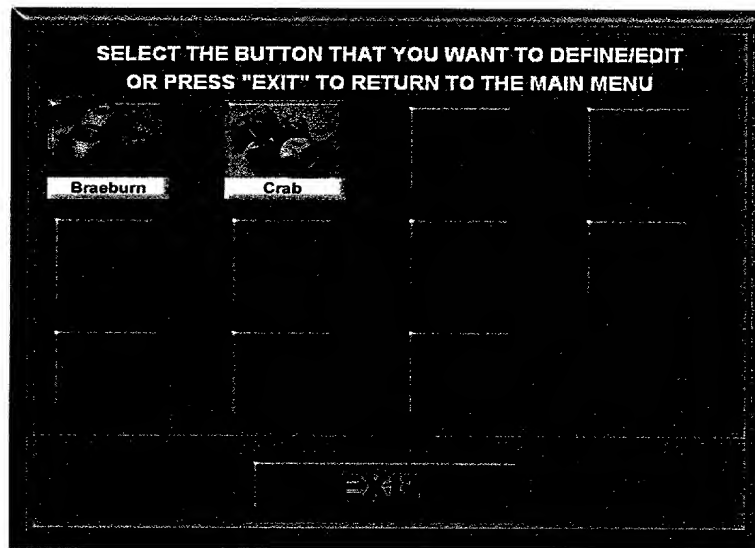 SELECT THE BUTTON THAT YOU WANT TO DEFINE/EDIT
OR PRESS "EXIT" TO RETURN TO THE MAIN MENU
Braeburn
Crab
EXIT